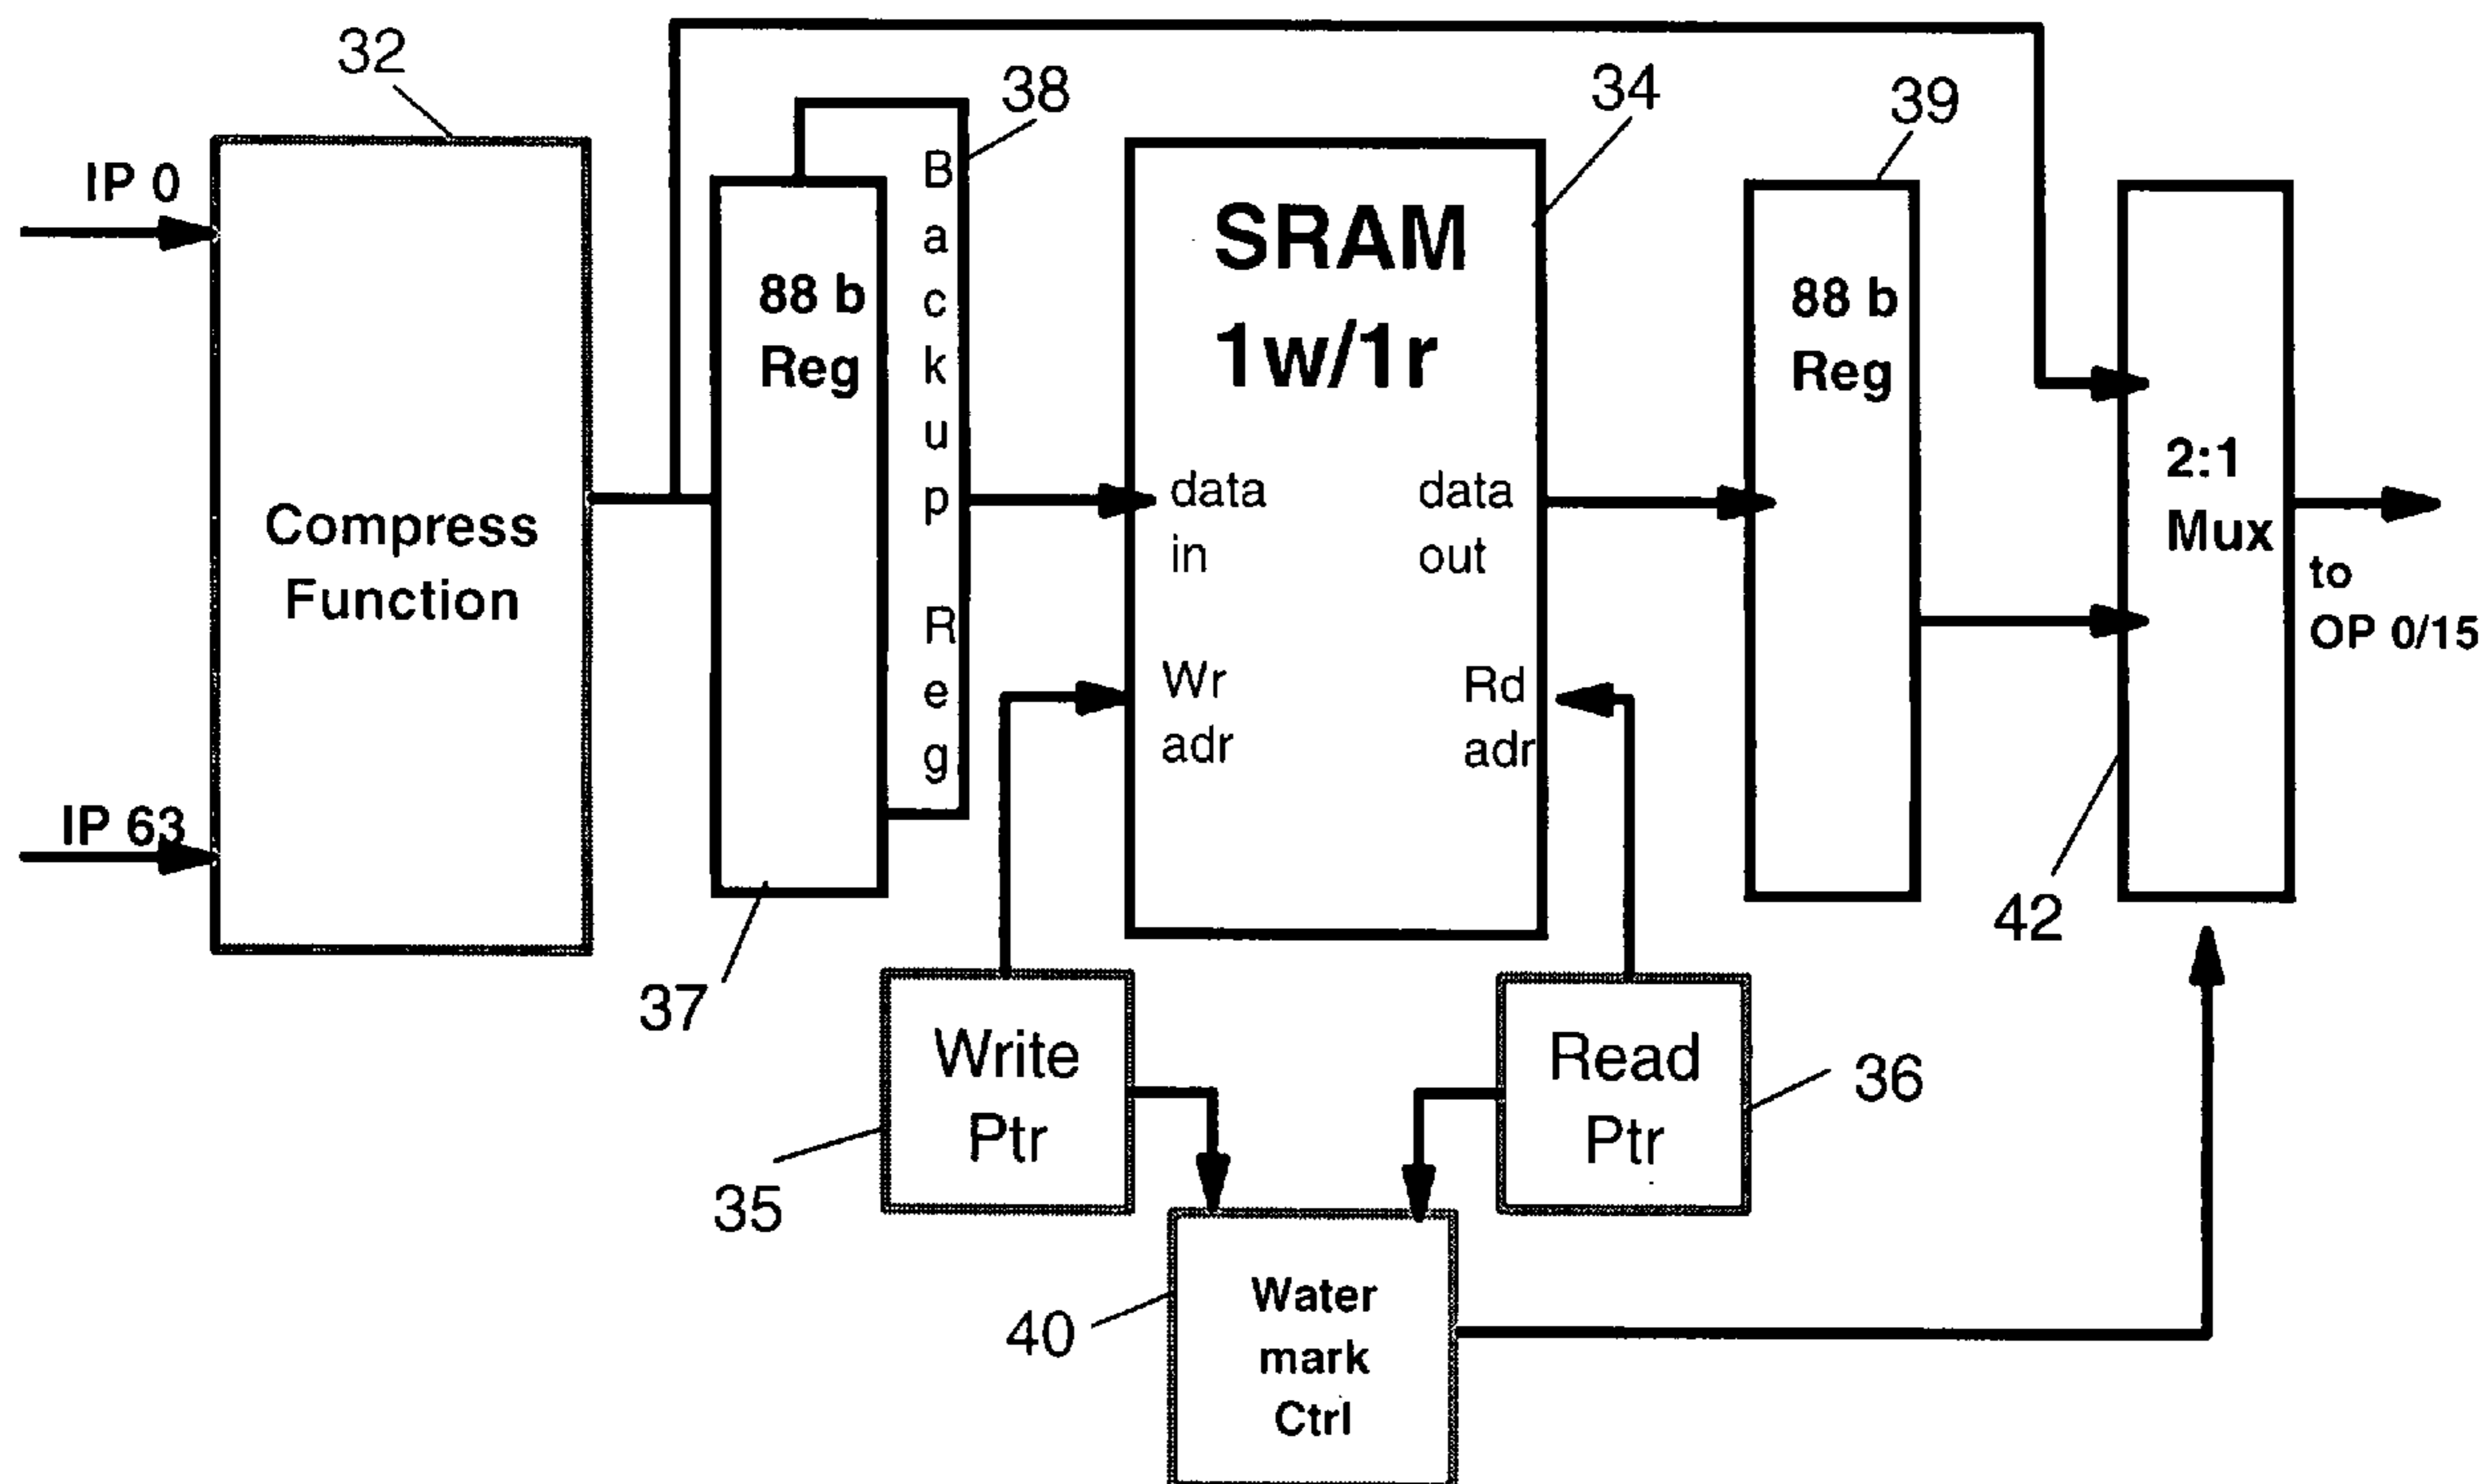 32
38
34
39
IP 0
Backup Reg
SRAM
1w/1r
88 b
Reg
88 b
Reg
2:1
Mux
data
in
data
out
Compress
Function
to
OP 0/15
Wr
adr
Rd
adr
IP 63
42
37
Write
Ptr
Read
Ptr
36
35
Water
mark
Ctrl
40